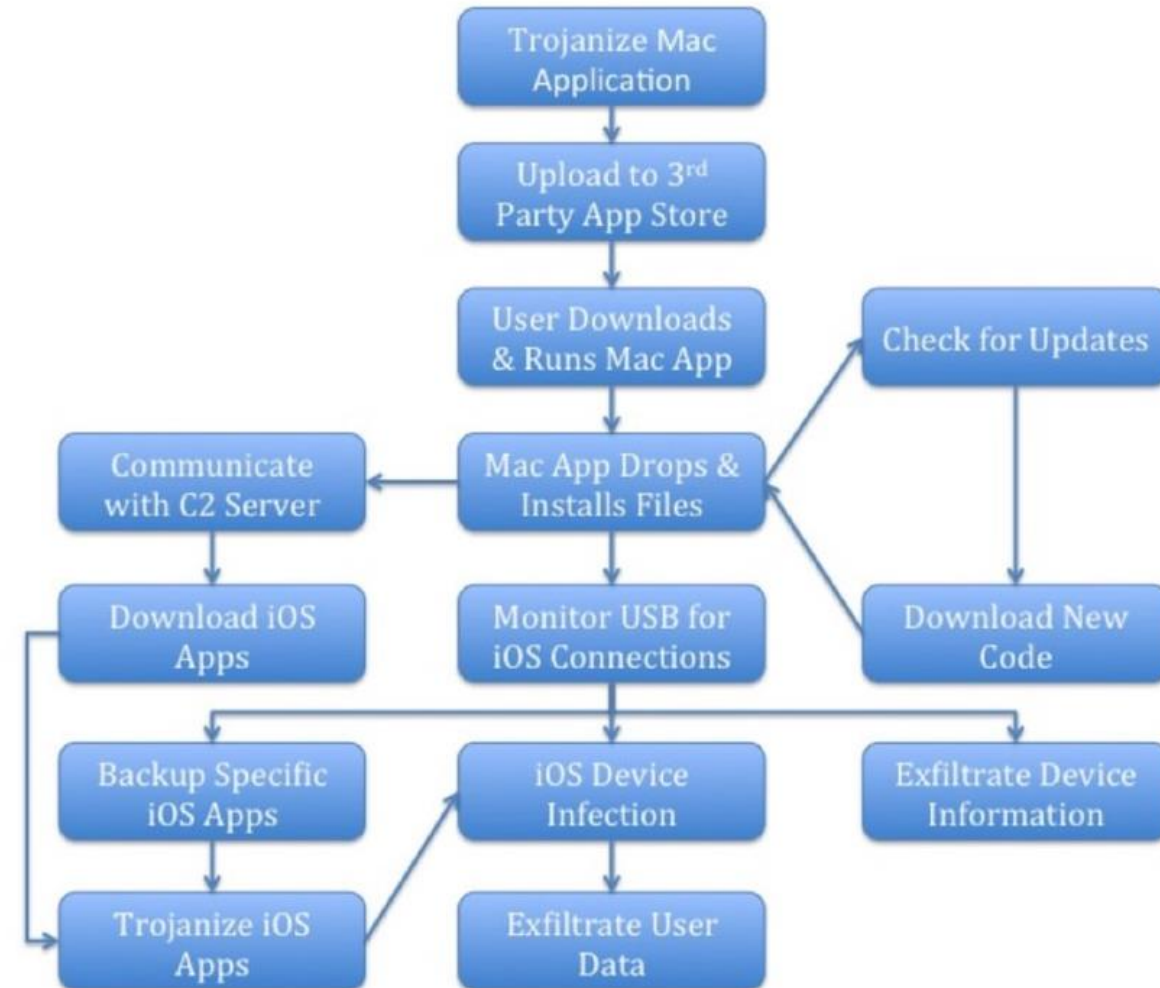 Trojanize Mac
Application
Upload to 3rd
Party App Store
User Downloads
& Runs Mac App
Check for Updates
Communicate
with C2 Server
Mac App Drops &
Installs Files
Download iOS
Apps
Monitor USB for
iOS Connections
Download New
Code
Backup Specific
iOS Apps
iOS Device
Infection
Exfiltrate Device
Information
Trojanize iOS
Apps
Exfiltrate User
Data